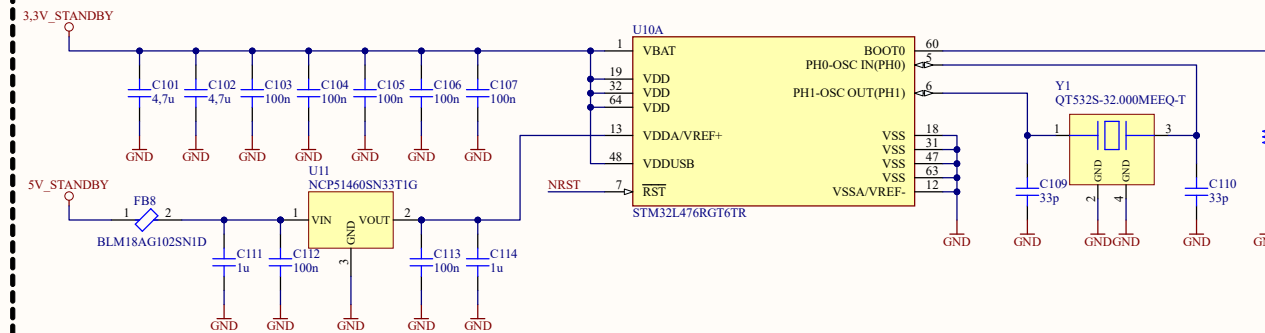 3,3V_STANDBY
C101
4,7u
C102
4,7u
C103
100n
C104
100n
C105
100n
C106
100n
C107
100n
GND
GND
GND
GND
GND
GND
GND
U10A
1 VBAT
19 VDD
32 VDD
64 VDD
13 VDDA/VREF+
48 VDDUSB
NRST 7 RST
BOOT0 60
PH0-OSC IN(PH0) 5
PH1-OSC OUT(PH1) 6
VSS 18
VSS 31
VSS 47
VSS 63
VSSA/VREF- 12
STM32L476RGT6TR
GND
Y1
QT532S-32.000MEEQ-T
1
3
GND
GND
2
4
C109
33p
C110
33p
GND
GND
GND
GND
5V_STANDBY
FB8
1 2
BLM18AG102SN1D
U11
NCP51460SN33T1G
1 VIN
VOUT 2
GND
3
C111
1u
C112
100n
C113
100n
C114
1u
GND
GND
GND
GND
GND